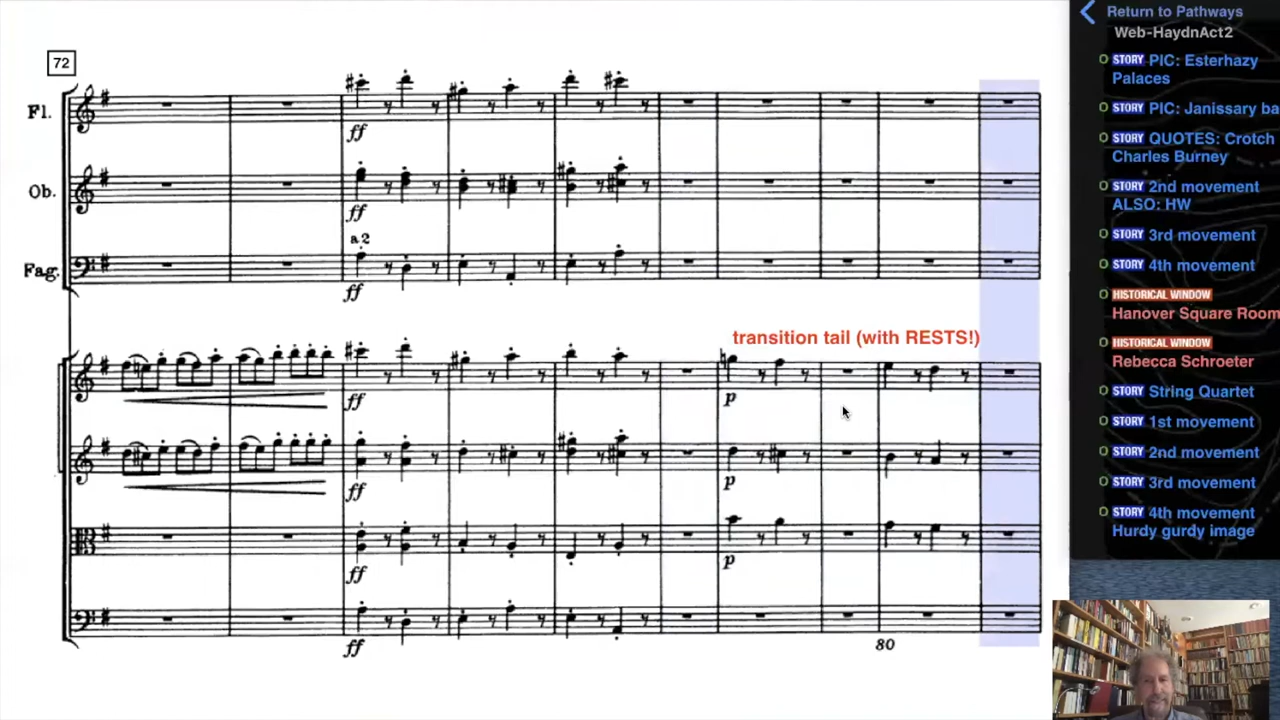 72
Fl.
ff
Ob.
ff
a 2
Fag.
ff
transition tail (with RESTS!)
ff
p
ff
p
ff
p
ff
80
Return to Pathways
Web-HaydnAct2
STORY PIC: Esterhazy
Palaces
STORY PIC: Janissary ba
STORY QUOTES: Crotch
Charles Burney
STORY 2nd movement
ALSO: HW
STORY 3rd movement
STORY 4th movement
HISTORICAL WINDOW
Hanover Square Room
HISTORICAL WINDOW
Rebecca Schroeter
STORY String Quartet
STORY 1st movement
STORY 2nd movement
STORY 3rd movement
STORY 4th movement
Hurdy gurdy image